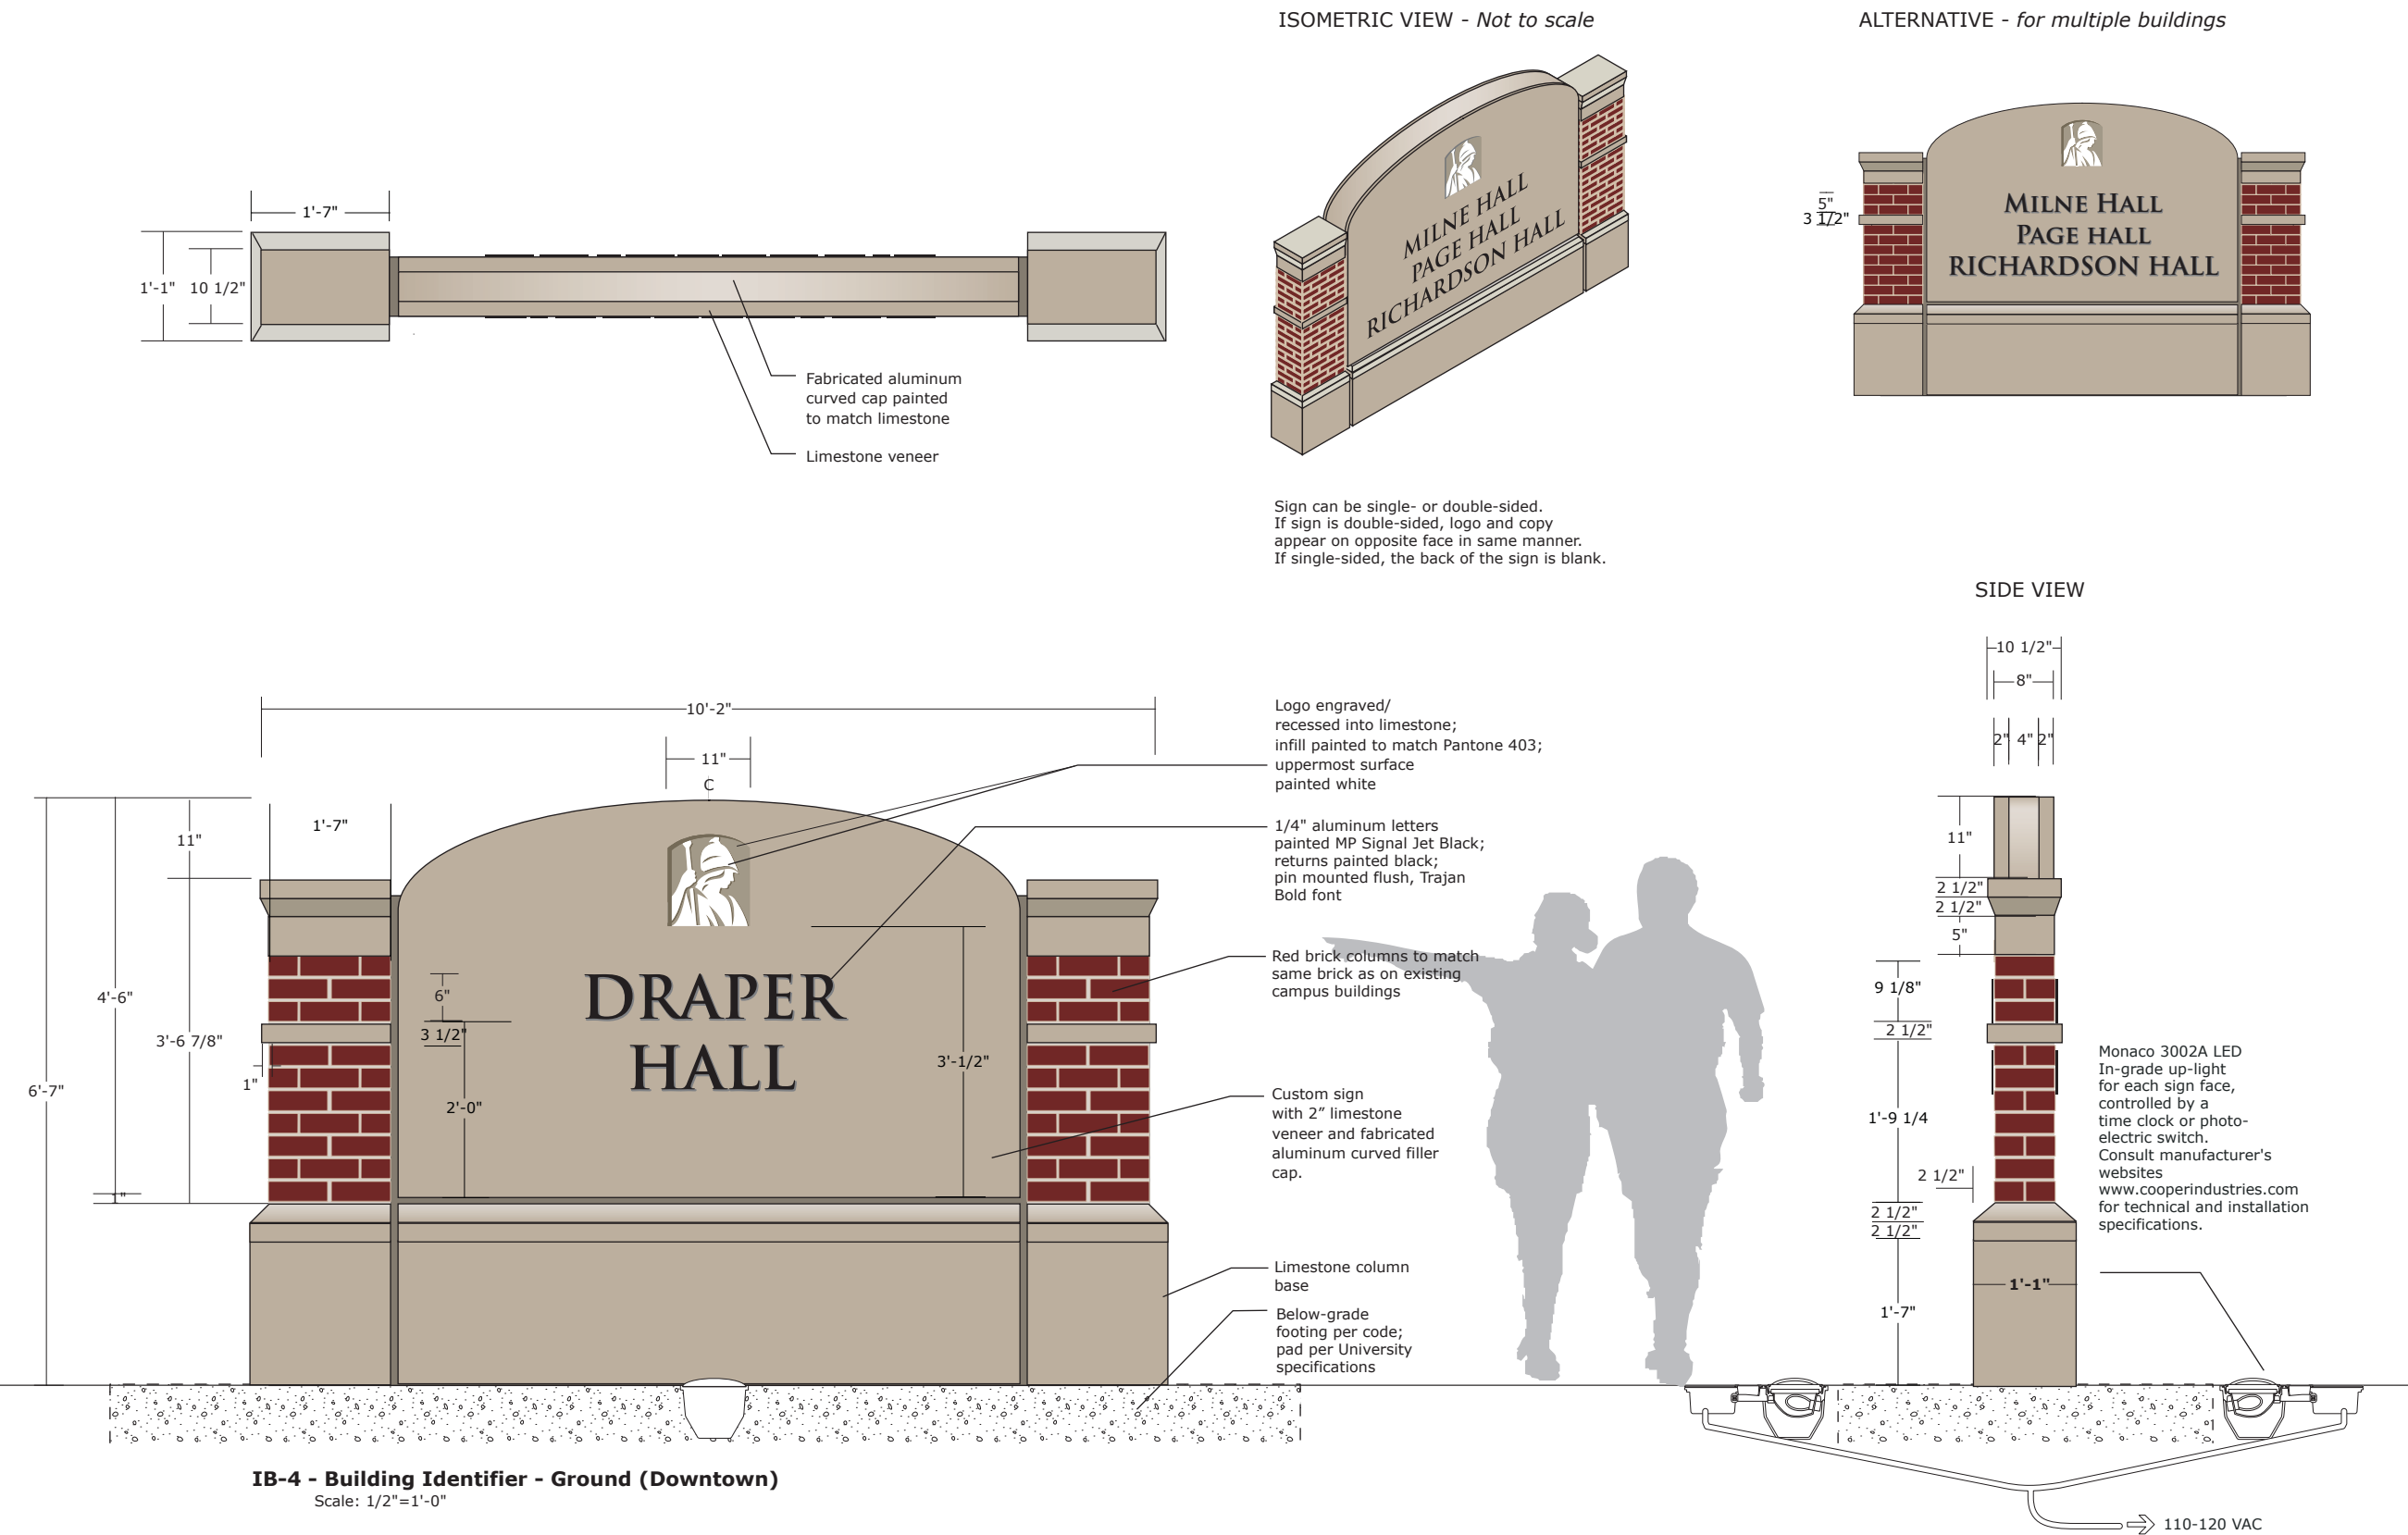 ISOMETRIC VIEW - Not to scale
ALTERNATIVE - for multiple buildings
1'-7"
1'-1"
10 1/2"
Fabricated aluminum
curved cap painted
to match limestone
Limestone veneer
MILNE HALL
PAGE HALL
RICHARDSON HALL
5"
3 1/2"
MILNE HALL
PAGE HALL
RICHARDSON HALL
Sign can be single- or double-sided.
If sign is double-sided, logo and copy
appear on opposite face in same manner.
If single-sided, the back of the sign is blank.
SIDE VIEW
10 1/2"
8"
2" 4" 2"
10'-2"
11"
C
1'-7"
11"
4'-6"
3'-6 7/8"
6'-7"
1"
1"
6"
3 1/2"
2'-0"
3'-1/2"
DRAPER
HALL
Logo engraved/
recessed into limestone;
infill painted to match Pantone 403;
uppermost surface
painted white
1/4" aluminum letters
painted MP Signal Jet Black;
returns painted black;
pin mounted flush, Trajan
Bold font
Red brick columns to match
same brick as on existing
campus buildings
Custom sign
with 2” limestone
veneer and fabricated
aluminum curved filler
cap.
Limestone column
base
Below-grade
footing per code;
pad per University
specifications
11"
2 1/2"
2 1/2"
5"
9 1/8"
2 1/2"
1'-9 1/4
2 1/2"
2 1/2"
2 1/2"
1'-1"
1'-7"
Monaco 3002A LED
In-grade up-light
for each sign face,
controlled by a
time clock or photo-
electric switch.
Consult manufacturer's
websites
www.cooperindustries.com
for technical and installation
specifications.
IB-4 - Building Identifier - Ground (Downtown)
Scale: 1/2"=1'-0"
110-120 VAC